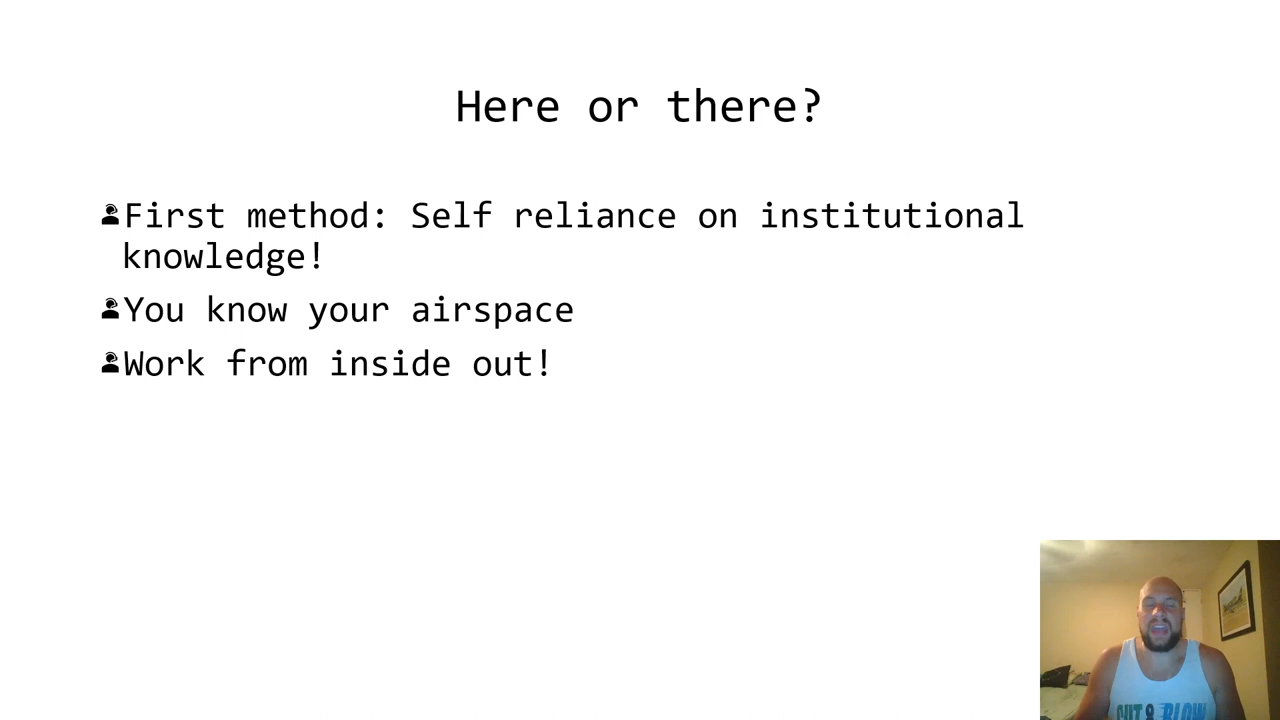 Here or there?
First method: Self reliance on institutional
knowledge!
You know your airspace
Work from inside out!